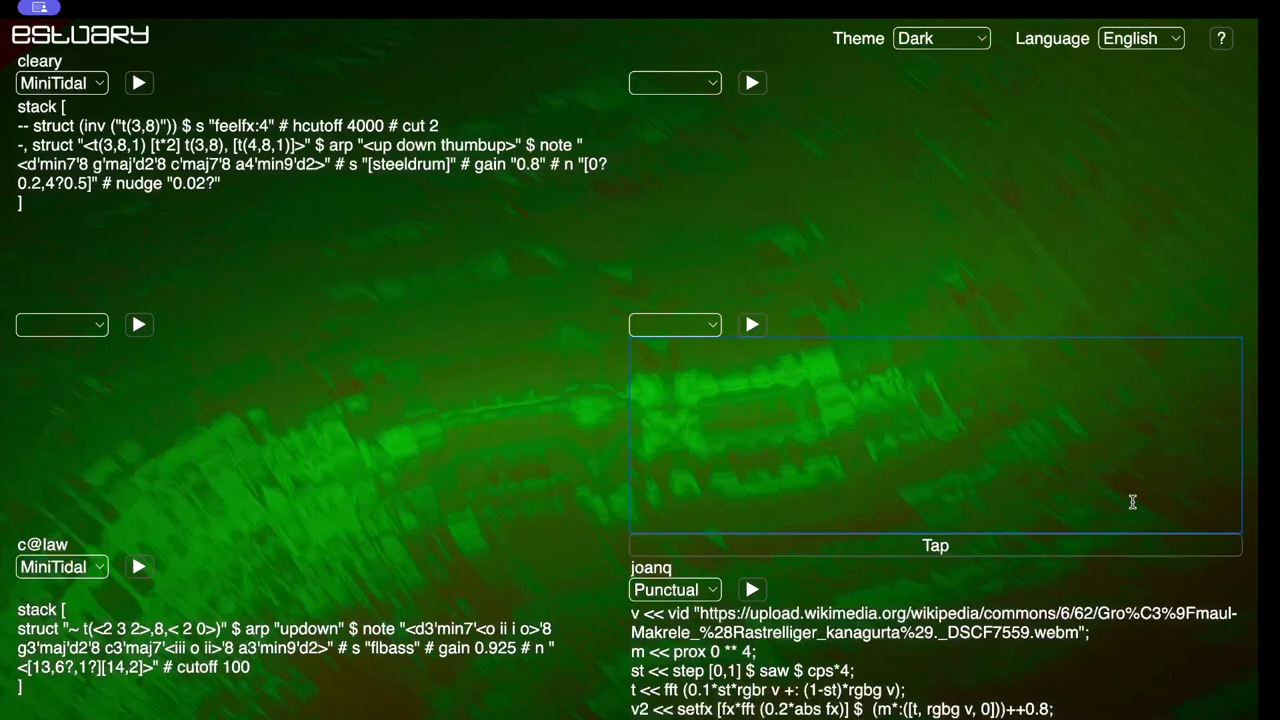 estuary
Theme Dark Language English ?
cleary
MiniTidal
stack [
-- struct (inv ("t(3,8)")) $ s "feelfx:4" # hcutoff 4000 # cut 2
-, struct "<t(3,8,1) [t*2] t(3,8), [t(4,8,1)]>" $ arp "<up down thumbup>" $ note "
<d'min7'8 g'maj'd2'8 c'maj7'8 a4'min9'd2>" # s "[steeldrum]" # gain "0.8" # n "[0?
0.2,4?0.5]" # nudge "0.02?"
]
Tap
c@law
MiniTidal
stack [
struct "~ t(<2 3 2>,8,< 2 0>)" $ arp "updown" $ note "<d3'min7'<o ii i o>'8
g3'maj'd2'8 c3'maj7'<iii o ii>'8 a3'min9'd2>" # s "flbass" # gain 0.925 # n "
<[13,6?,1?][14,2]>" # cutoff 100
]
joanq
Punctual
v << vid "https://upload.wikimedia.org/wikipedia/commons/6/62/Gro%C3%9Fmaul-
Makrele_%28Rastrelliger_kanagurta%29._DSCF7559.webm";
m << prox 0 ** 4;
st << step [0,1] $ saw $ cps*4;
t << fft (0.1*st*rgbr v +: (1-st)*rgbg v);
v2 << setfx [fx*fft (0.2*abs fx)] $  (m*:([t, rgbg v, 0]))++0.8;